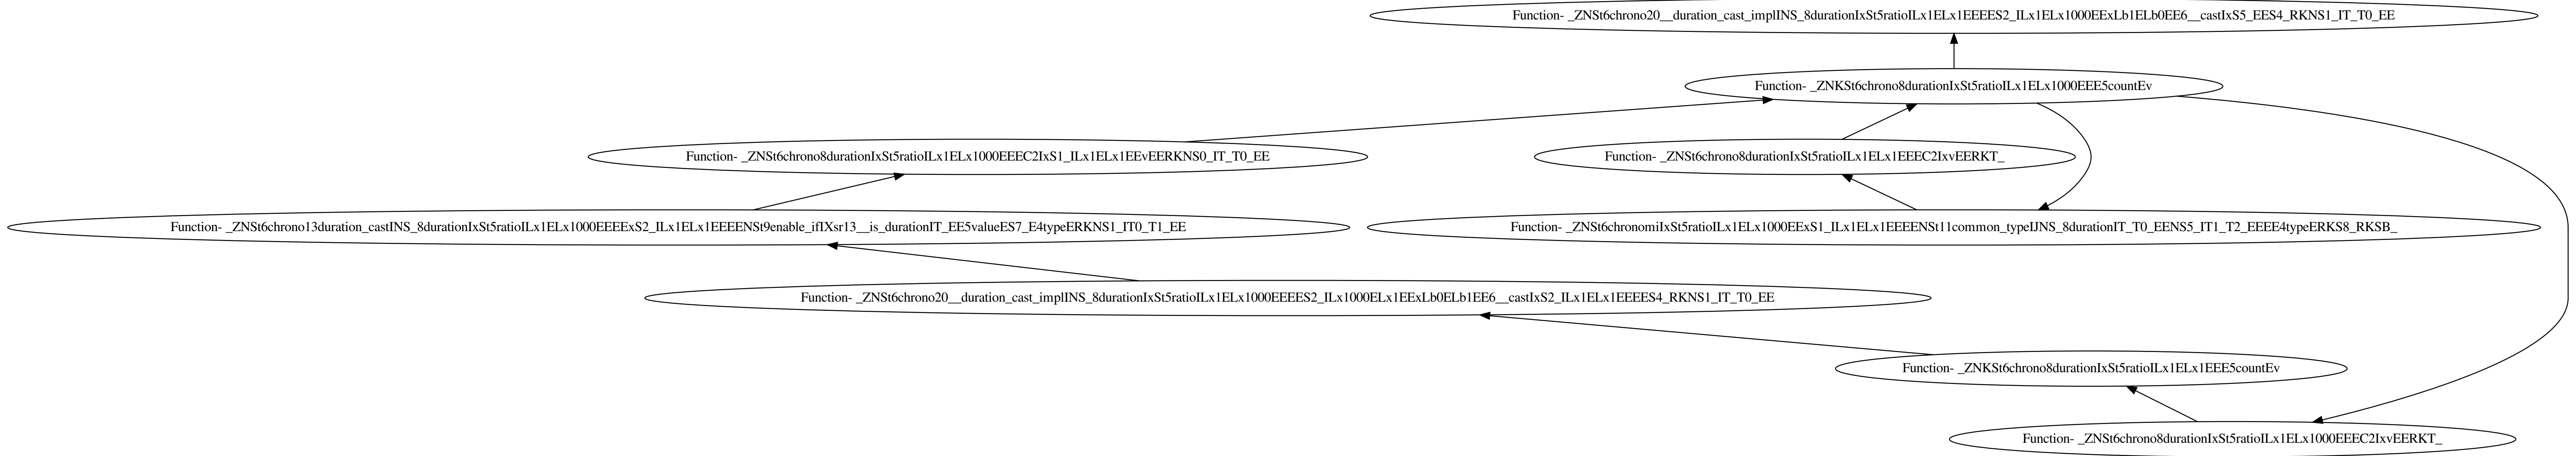 Function- _ZNSt6chrono20__duration_cast_implINS_8durationIxSt5ratioILx1ELx1EEEES2_ILx1ELx1000EExLb1ELb0EE6__castIxS5_EES4_RKNS1_IT_T0_EE
Function- _ZNKSt6chrono8durationIxSt5ratioILx1ELx1000EEE5countEv
Function- _ZNSt6chrono8durationIxSt5ratioILx1ELx1000EEEC2IxS1_ILx1ELx1EEvEERKNS0_IT_T0_EE
Function- _ZNSt6chrono8durationIxSt5ratioILx1ELx1EEEC2IxvEERKT_
Function- _ZNSt6chrono13duration_castINS_8durationIxSt5ratioILx1ELx1000EEEExS2_ILx1ELx1EEEENSt9enable_ifIXsr13__is_durationIT_EE5valueES7_E4typeERKNS1_IT0_T1_EE
Function- _ZNSt6chronomiIxSt5ratioILx1ELx1000EExS1_ILx1ELx1EEEENSt11common_typeIJNS_8durationIT_T0_EENS5_IT1_T2_EEEE4typeERKS8_RKSB_
Function- _ZNSt6chrono20__duration_cast_implINS_8durationIxSt5ratioILx1ELx1000EEEES2_ILx1000ELx1EExLb0ELb1EE6__castIxS2_ILx1ELx1EEEES4_RKNS1_IT_T0_EE
Function- _ZNKSt6chrono8durationIxSt5ratioILx1ELx1EEE5countEv
Function- _ZNSt6chrono8durationIxSt5ratioILx1ELx1000EEEC2IxvEERKT_